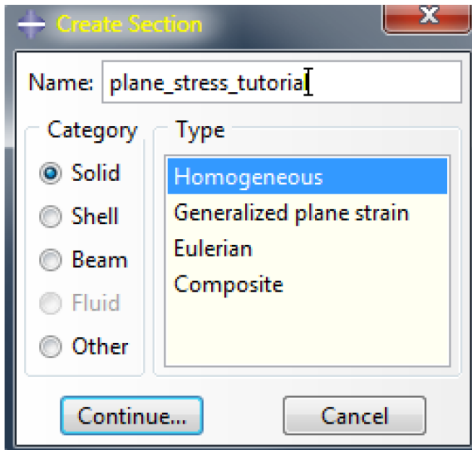 Create Section
X
Name: plane_stress_tutorial
Category
Type
Solid
Shell
Beam
Fluid
Other
Homogeneous
Generalized plane strain
Eulerian
Composite
Continue...
Cancel